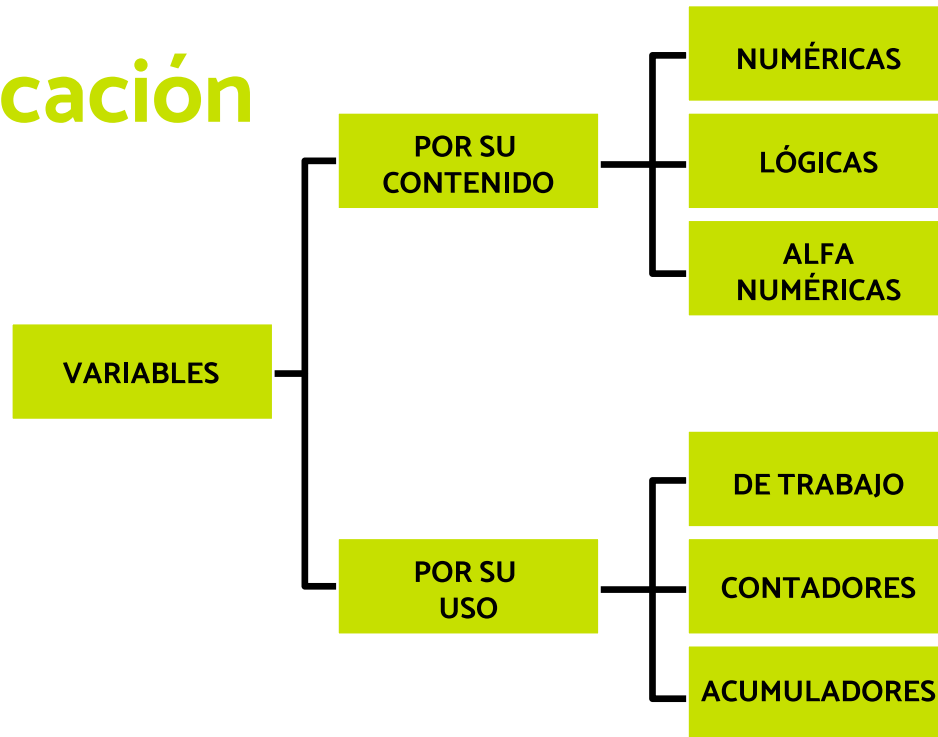 cación
VARIABLES
POR SU
CONTENIDO
NUMÉRICAS
LÓGICAS
ALFA
NUMÉRICAS
POR SU
USO
DE TRABAJO
CONTADORES
ACUMULADORES